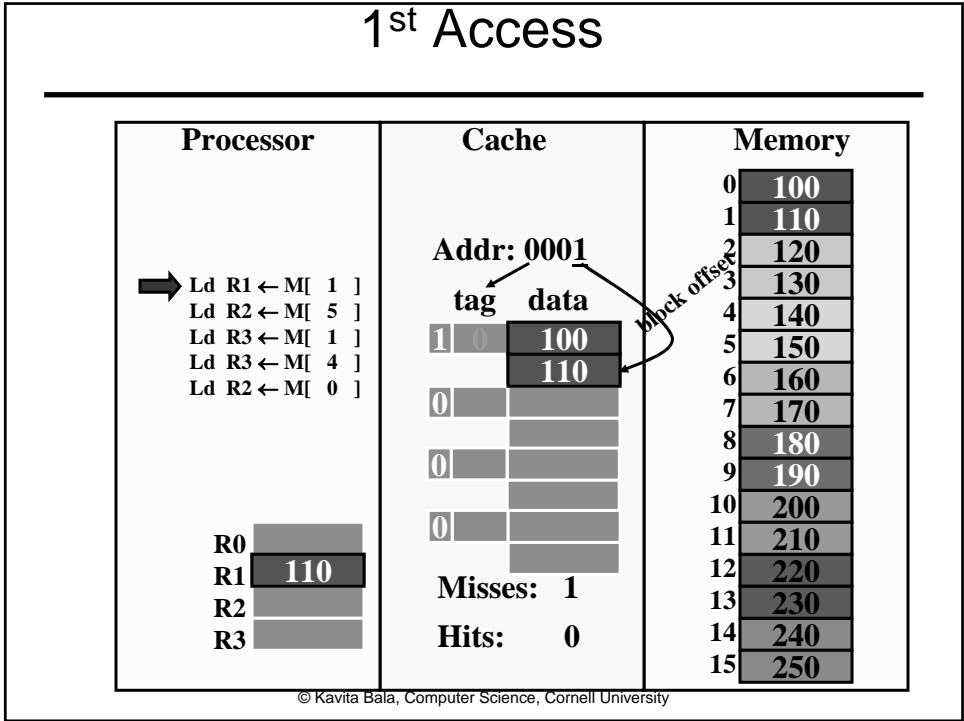 1st Access
Processor
Cache
Memory
Addr: 0001
tag data
block offset
Ld R1 ← M[ 1 ]
Ld R2 ← M[ 5 ]
Ld R3 ← M[ 1 ]
Ld R3 ← M[ 4 ]
Ld R2 ← M[ 0 ]
1 0 100
110
0
0
0
R0
R1 110
R2
R3
Misses: 1
Hits: 0
0 100
1 110
2 120
3 130
4 140
5 150
6 160
7 170
8 180
9 190
10 200
11 210
12 220
13 230
14 240
15 250
© Kavita Bala, Computer Science, Cornell University